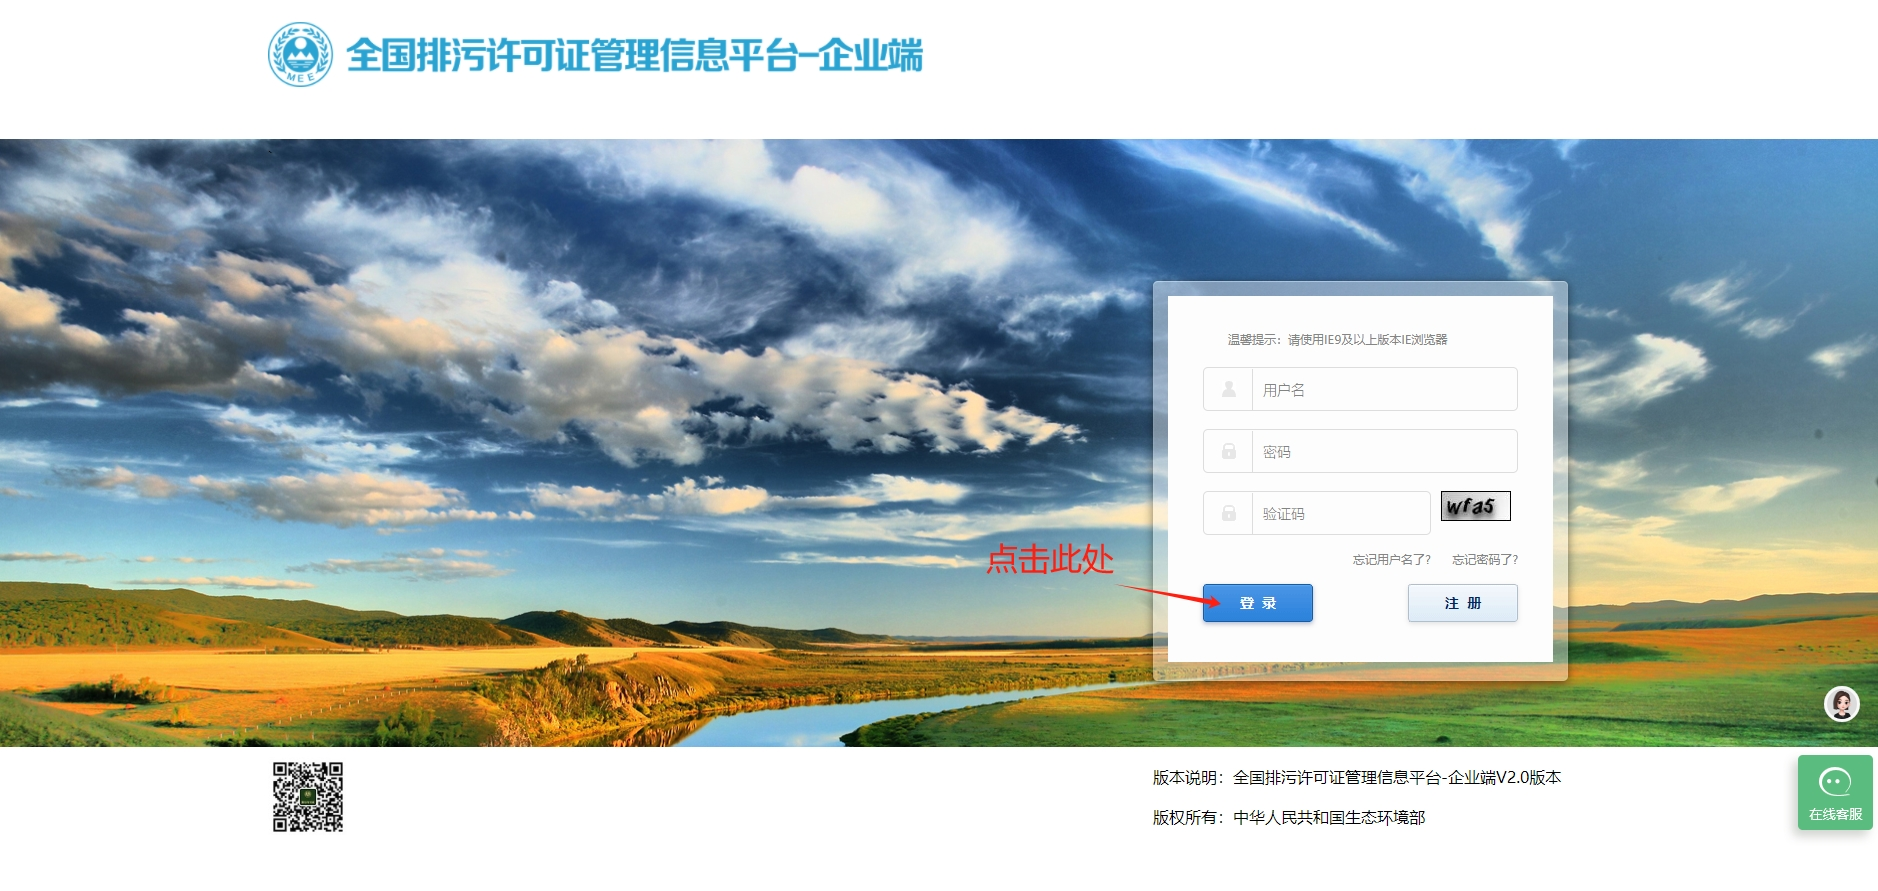 MEE
全国排污许可证管理信息平台-企业端
温馨提示：请使用IE9及以上版本IE浏览器
用户名
密码
验证码
wfa5
忘记用户名了?
忘记密码了?
点击此处
登 录
注 册
版本说明：全国排污许可证管理信息平台-企业端V2.0版本
版权所有：中华人民共和国生态环境部
在线客服